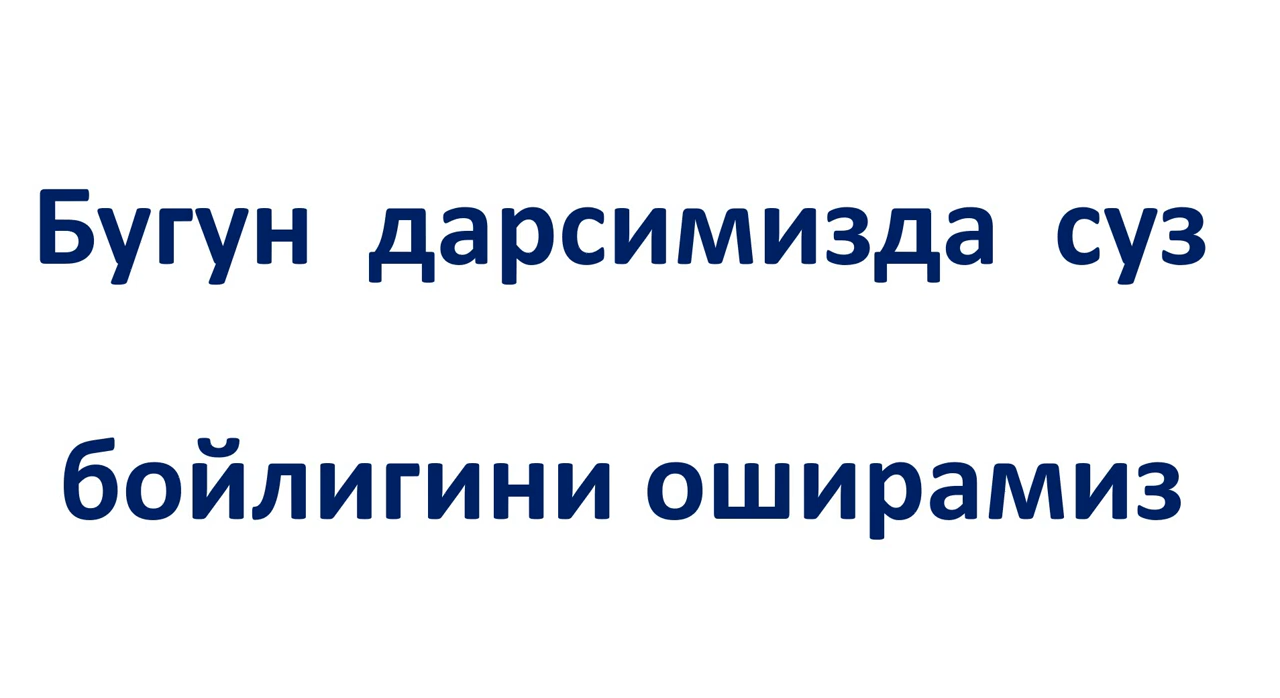 Бугун дарсимизда суз
бойлигини оширамиз